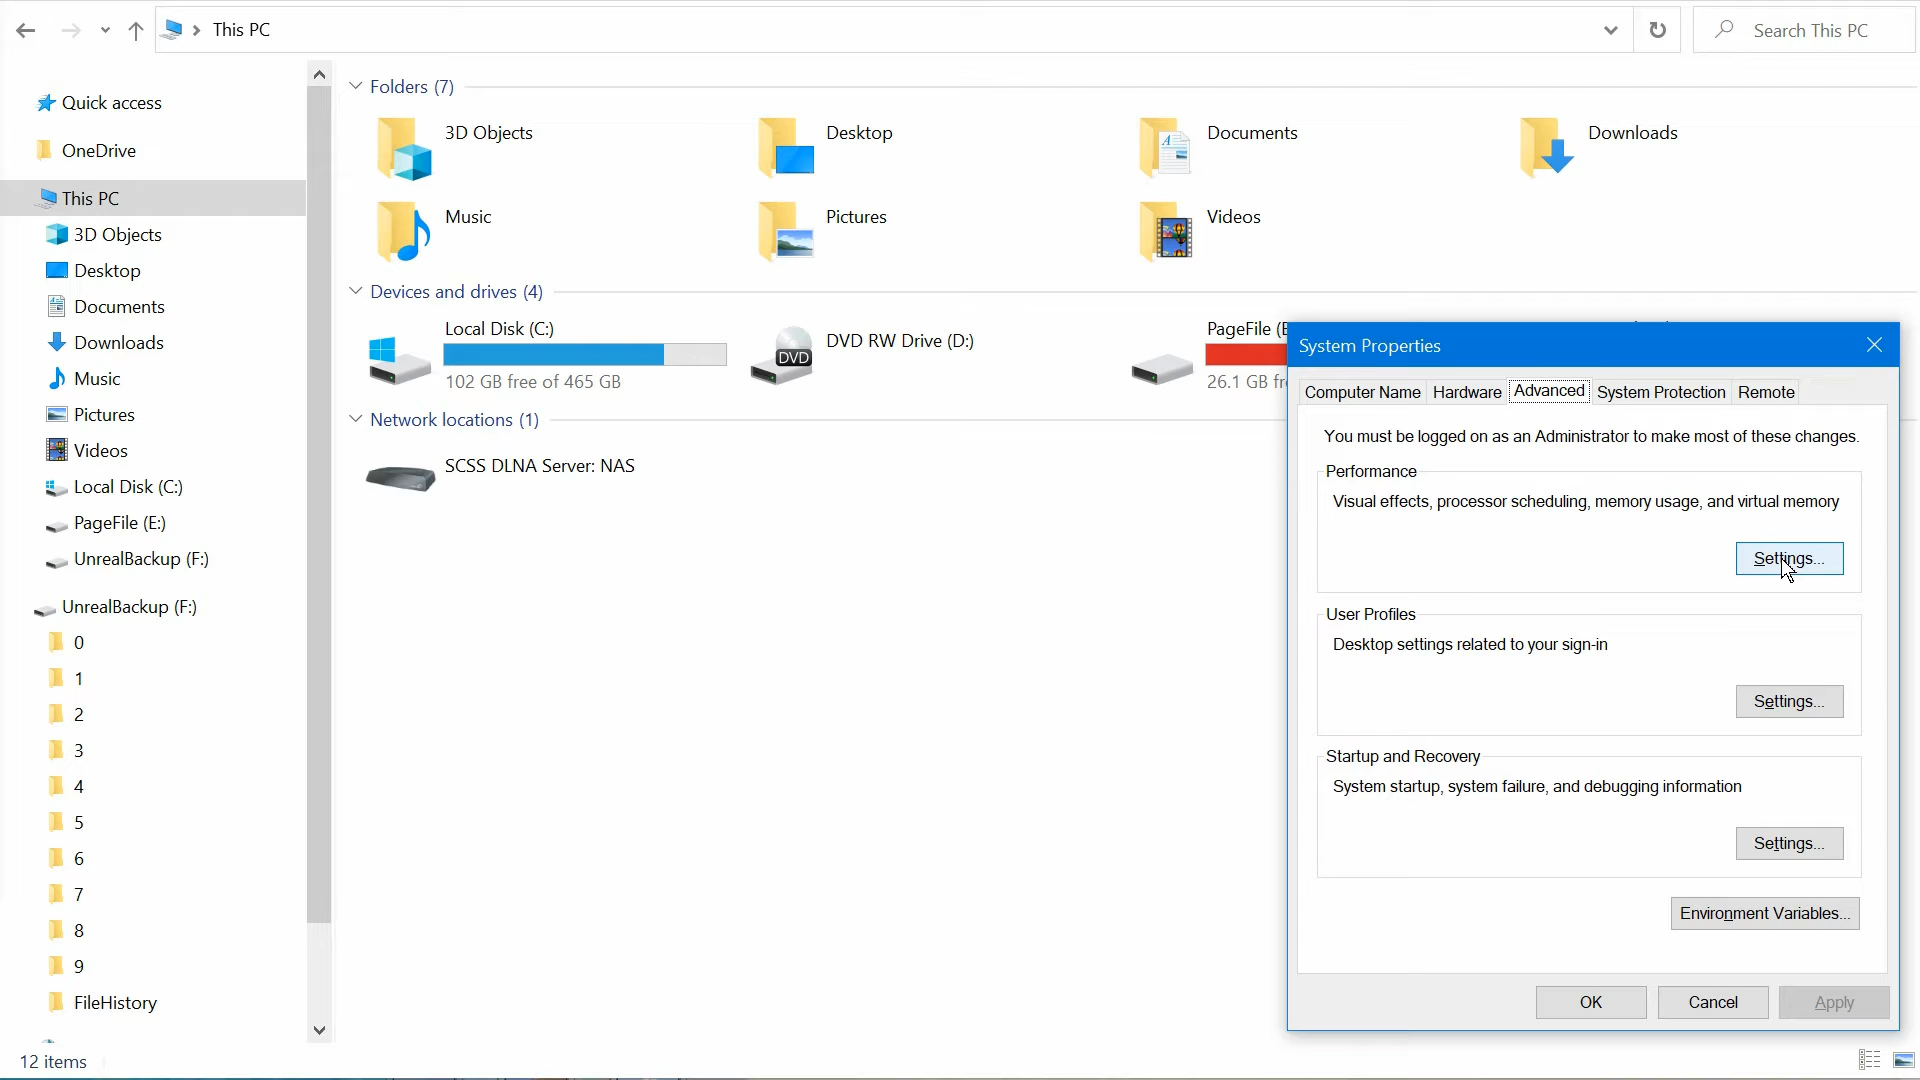 This PC
Search This PC
Quick access
OneDrive
This PC
3D Objects
Desktop
Documents
Downloads
Music
Pictures
Videos
Local Disk (C:)
PageFile (E:)
UnrealBackup (F:)
UnrealBackup (F:)
0
1
2
3
4
5
6
7
8
9
FileHistory
12 items
Folders (7)
3D Objects
Desktop
Documents
Downloads
Music
Pictures
Videos
Devices and drives (4)
Local Disk (C:)
102 GB free of 465 GB
DVD RW Drive (D:)
DVD
PageFile (E
26.1 GB fr
Network locations (1)
SCSS DLNA Server: NAS
System Properties
Computer Name
Hardware
Advanced
System Protection
Remote
You must be logged on as an Administrator to make most of these changes.
Performance
Visual effects, processor scheduling, memory usage, and virtual memory
Settings...
User Profiles
Desktop settings related to your sign-in
Settings...
Startup and Recovery
System startup, system failure, and debugging information
Settings...
Environment Variables...
OK
Cancel
Apply